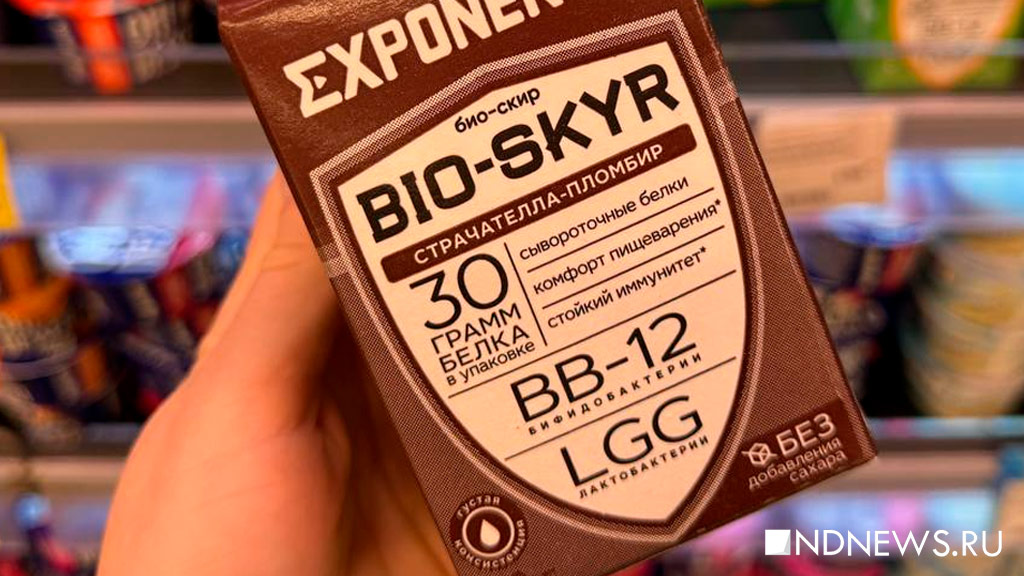 EXPONEN
био-скир
BIO-SKYR
СТРАЧАТЕЛЛА-ПЛОМБИР
30
ГРАММ
БЕЛКА
в упаковке
сывороточные белки
комфорт пищеварения*
стойкий иммунитет*
BB-12
БИФИДОБАКТЕРИИ
LGG
ЛАКТОБАКТЕРИИ
БЕЗ
добавления
сахара
густая
консистенция
NDNEWS.RU